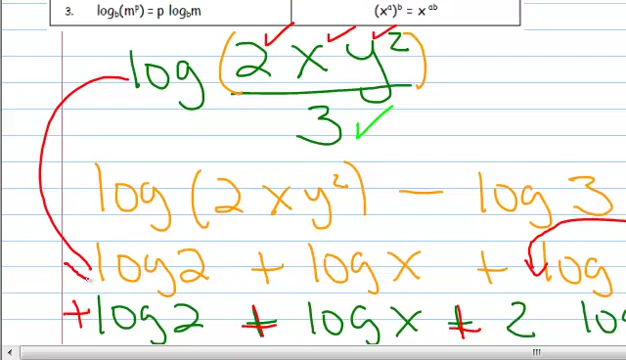 3. log_b(m^p) = p log_b m (x^a)^b = x^ab
log (2xy²)
3
log (2xy²) - log 3
log 2 + log x + log
+log 2 + log x + 2 lo